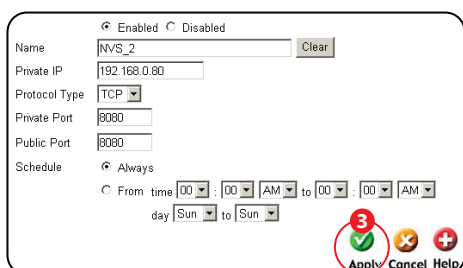 Enabled Disabled
Name NVS_2 Clear
Private IP 192.168.0.80
Protocol Type TCP
Private Port 8080
Public Port 8080
Schedule Always
From time 00 : 00 AM to 00 : 00 AM
day Sun to Sun
3
Apply Cancel Help